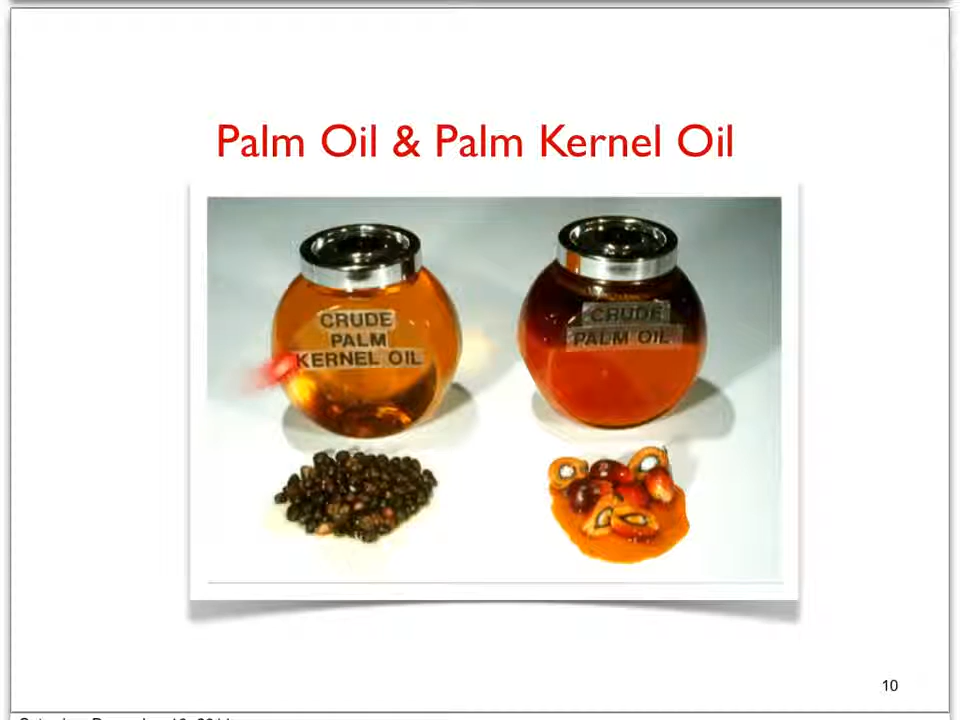 Palm Oil & Palm Kernel Oil
CRUDE
PALM
KERNEL OIL
CRUDE
PALM OIL
10